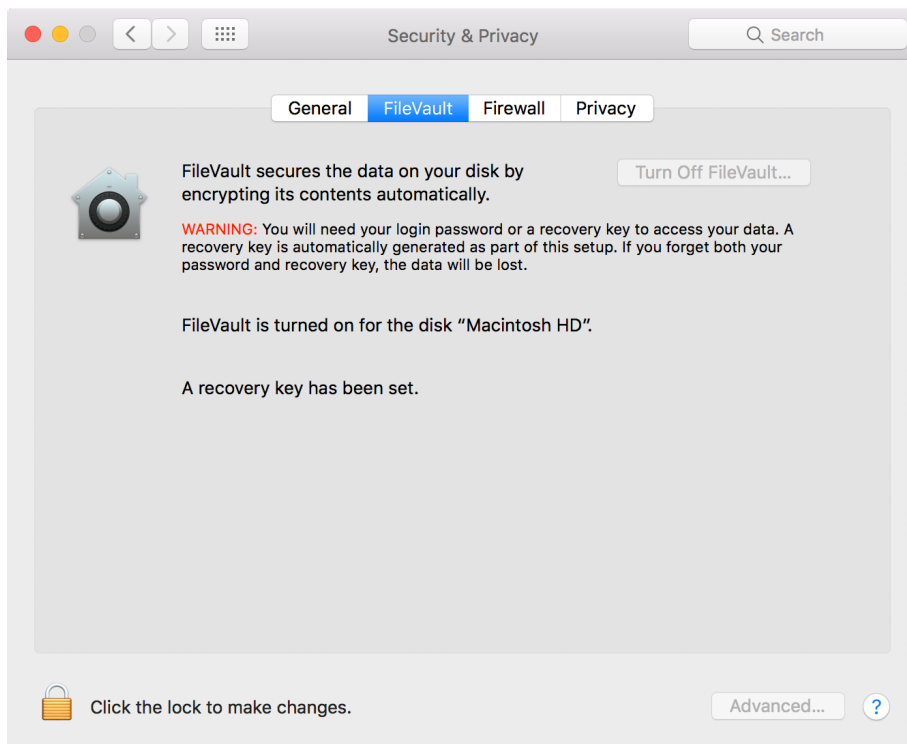 Security & Privacy
Search
General
FileVault
Firewall
Privacy
FileVault secures the data on your disk by
encrypting its contents automatically.
Turn Off FileVault...
WARNING: You will need your login password or a recovery key to access your data. A
recovery key is automatically generated as part of this setup. If you forget both your
password and recovery key, the data will be lost.
FileVault is turned on for the disk “Macintosh HD”.
A recovery key has been set.
Click the lock to make changes.
Advanced...
?